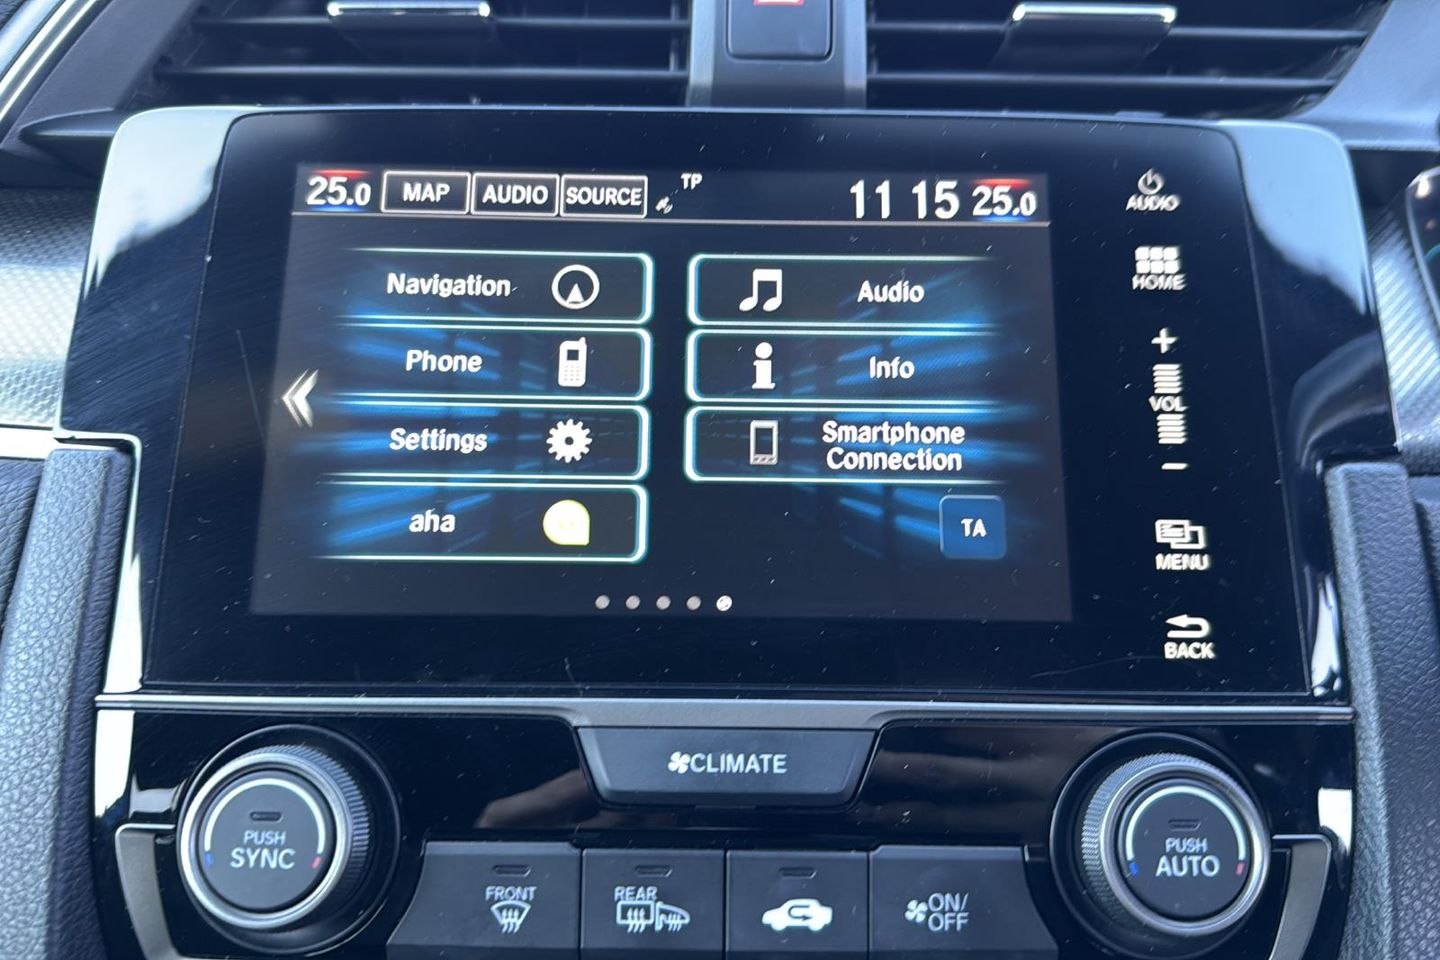 25.0 MAP AUDIO SOURCE TP 11 15 25.0
AUDIO
HOME
+
VOL
−
MENU
BACK
Navigation
Audio
Phone
Info
Settings
Smartphone
Connection
aha
TA
CLIMATE
PUSH
SYNC
PUSH
AUTO
FRONT
REAR
ON/
OFF